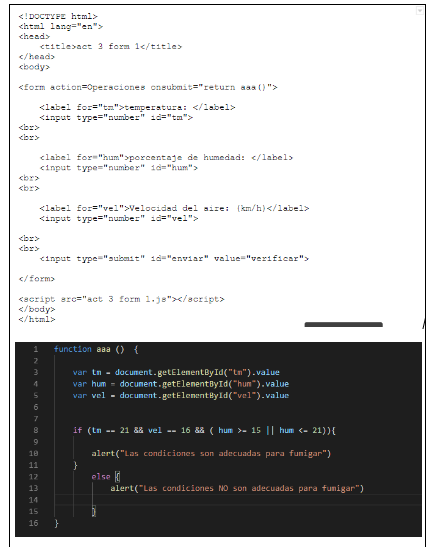 <!DOCTYPE html>
<html lang="en">
<head>
<title>act 3 form 1</title>
</head>
<body>
<form action=Operaciones onsubmit="return aaa()">
<label for="tm">temperatura: </label>
<input type="number" id="tm">
<br>
<br>
<label for="hum">porcentaje de humedad: </label>
<input type="number" id="hum">
<br>
<br>
<label for="vel">Velocidad del aire: (km/h)</label>
<input type="number" id="vel">
<br>
<br>
<input type="submit" id="enviar" value="verificar">
</form>
<script src="act 3 form 1.js"></script>
</body>
</html>
1 function aaa () {
2
3 var tm = document.getElementById("tm").value
4 var hum = document.getElementById("hum").value
5 var vel = document.getElementById("vel").value
6
7
8 if (tm == 21 && vel == 16 && ( hum >= 15 || hum <= 21)){
9
10 alert("Las condiciones son adecuadas para fumigar")
11 }
12 else {
13 alert("Las condiciones NO son adecuadas para fumigar")
14
15 }
16 }